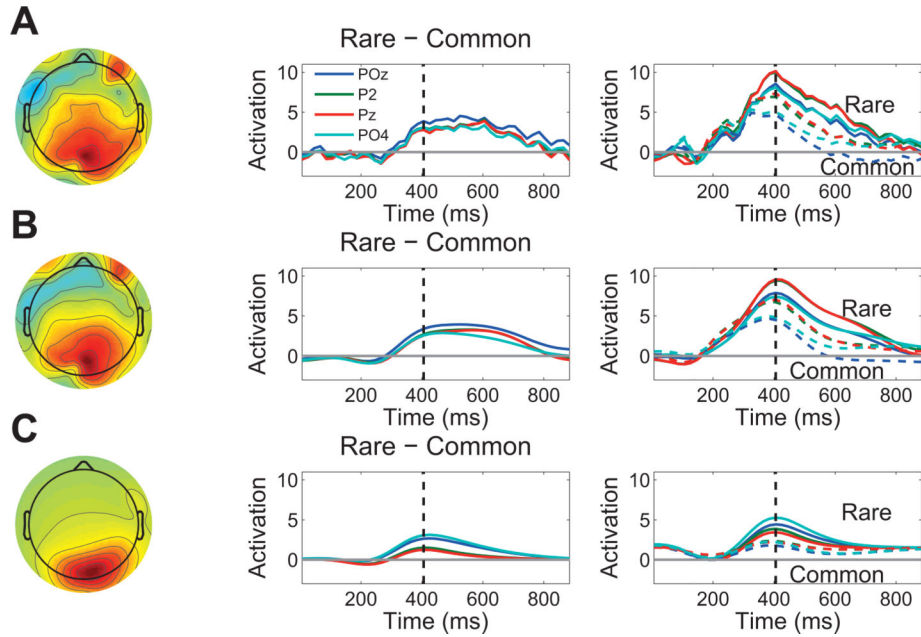 A
Rare − Common
10
5
0
Activation
POz
P2
Pz
PO4
200 400 600 800
Time (ms)
10
5
0
Activation
Rare
Common
200 400 600 800
Time (ms)
B
Rare − Common
10
5
0
Activation
200 400 600 800
Time (ms)
10
5
0
Activation
Rare
Common
200 400 600 800
Time (ms)
C
Rare − Common
10
5
0
Activation
200 400 600 800
Time (ms)
10
5
0
Activation
Rare
Common
200 400 600 800
Time (ms)